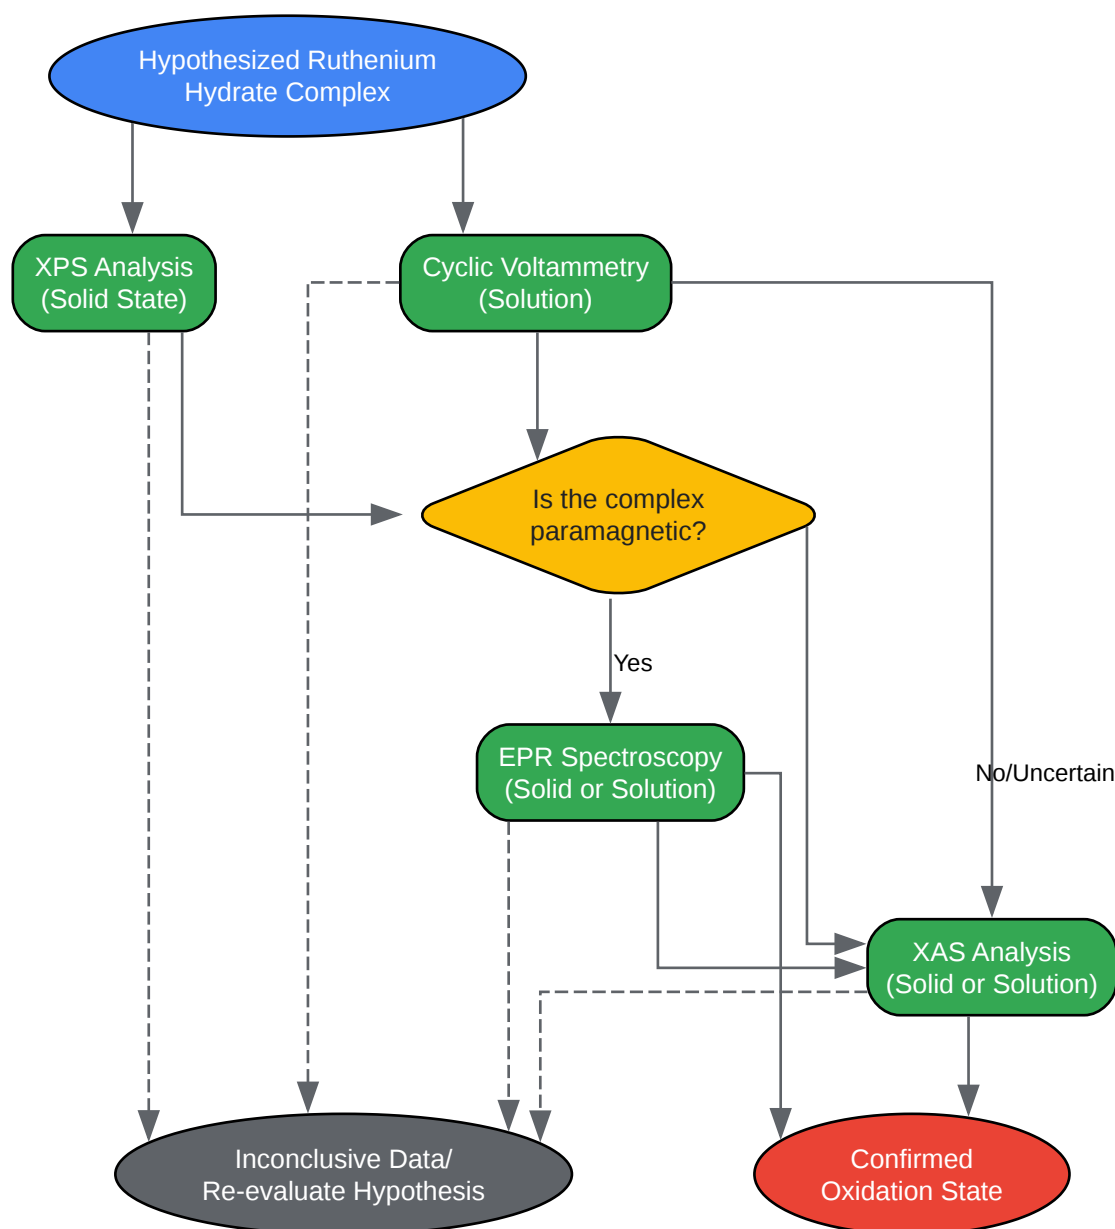 Hypothesized Ruthenium
Hydrate Complex
XPS Analysis
(Solid State)
Cyclic Voltammetry
(Solution)
Is the complex
paramagnetic?
Yes
EPR Spectroscopy
(Solid or Solution)
No/Uncertain
XAS Analysis
(Solid or Solution)
Inconclusive Data/
Re-evaluate Hypothesis
Confirmed
Oxidation State